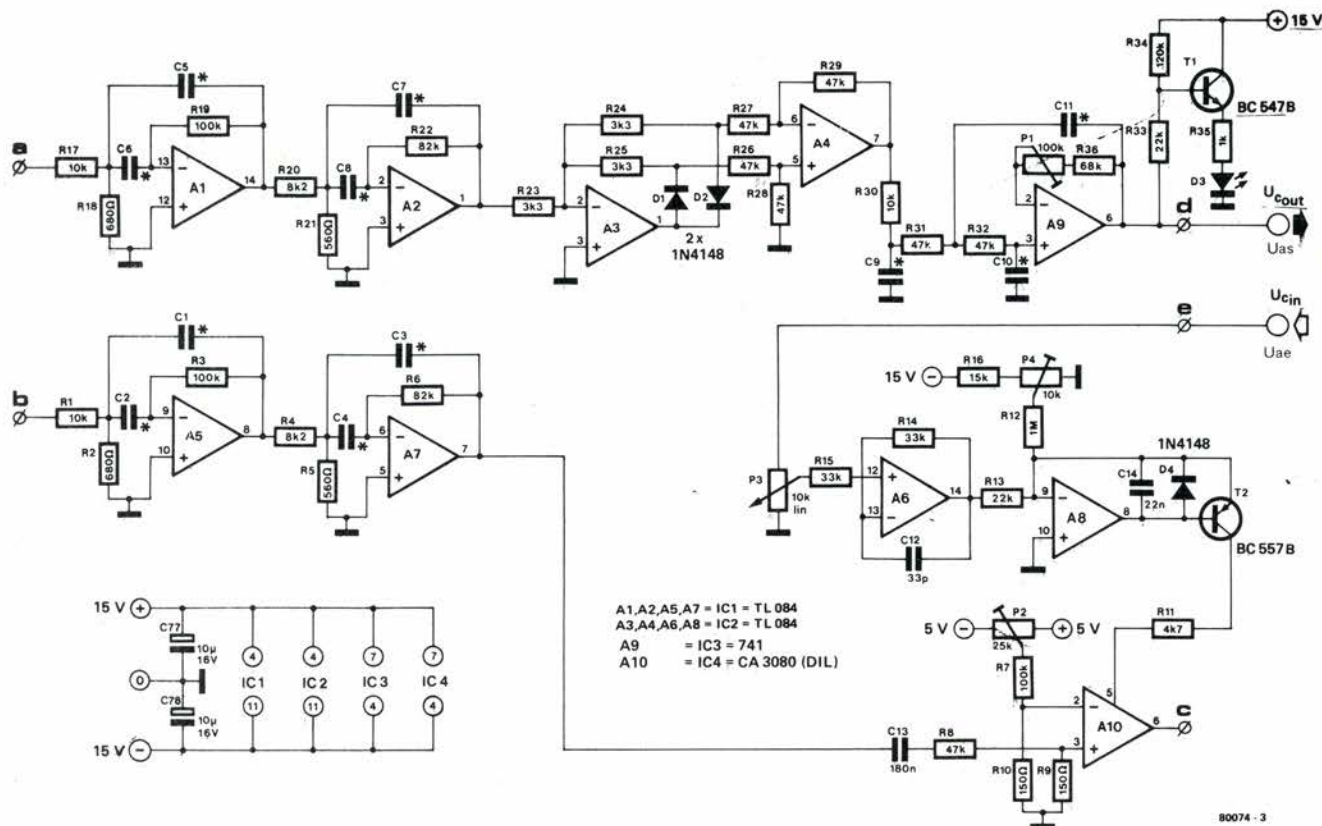 15 V
R34
120k
T1
BC 547B
R33
22k
R35
1k
D3
Ucout
d
Uas
C5
*
R19
100k
a
R17
10k
C6
*
13
12
A1
14
R18
680Ω
C7
*
R22
82k
R20
8k2
C8
*
2
3
A2
1
R21
560Ω
R23
3k3
R24
3k3
R25
3k3
2
3
A3
1
D1
D2
2x
1N4148
R27
47k
R26
47k
R28
47k
R29
47k
6
5
A4
7
R30
10k
C9
*
R31
47k
R32
47k
C10
*
C11
*
P1
100k
R36
68k
2
3
A9
6
e
Ucin
Uae
C1
*
R3
100k
b
R1
10k
C2
*
9
10
A5
8
R2
680Ω
C3
*
R6
82k
R4
8k2
C4
*
6
5
A7
7
R5
560Ω
15 V
R16
15k
P4
10k
R12
1M
R14
33k
P3
10k
lin
R15
33k
12
13
A6
14
C12
33p
R13
22k
9
10
A8
8
C14
22n
1N4148
D4
T2
BC 557B
R11
4k7
15 V
C77
10µ
16V
0
C78
10µ
16V
15 V
4
4
7
7
IC1
IC2
IC3
IC4
11
11
4
4
A1,A2,A5,A7 = IC1 = TL 084
A3,A4,A6,A8 = IC2 = TL 084
A9 = IC3 = 741
A10 = IC4 = CA 3080 (DIL)
5 V
P2
25k
5 V
R7
100k
C13
180n
R8
47k
2
3
5
A10
6
c
R10
150Ω
R9
150Ω
80074 - 3